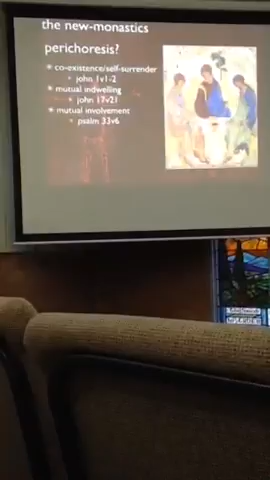 the new-monastics
perichoresis?
co-existence/self-surrender
john 1v1-2
mutual indwelling
john 17v21
mutual involvement
psalm 33v6